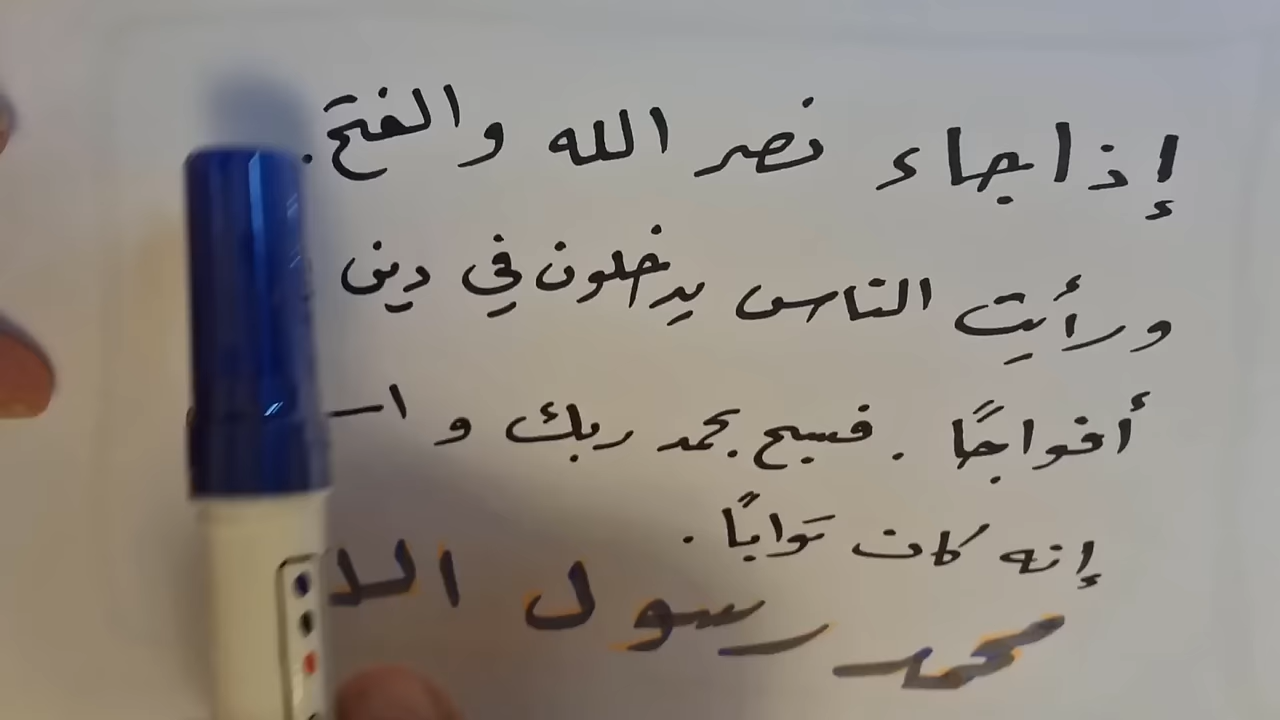 إذا جاء نصر الله والفتح.
ورأيت الناس يدخلون في دين
أفواجًا . فسبح بحمد ربك و
إنه كان توابًا .
محمد رسول